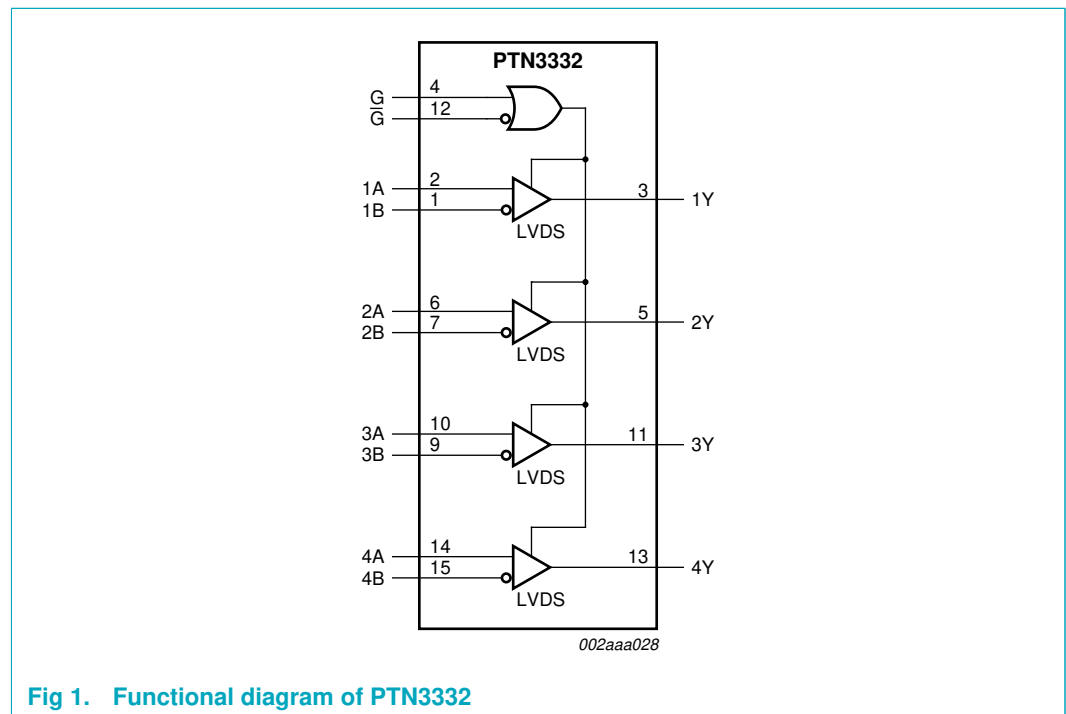 PTN3332
G 4
G̅ 12
1A 2
1B 1
3 1Y
LVDS
2A 6
2B 7
5 2Y
LVDS
3A 10
3B 9
11 3Y
LVDS
4A 14
4B 15
13 4Y
LVDS
002aaa028
Fig 1. Functional diagram of PTN3332